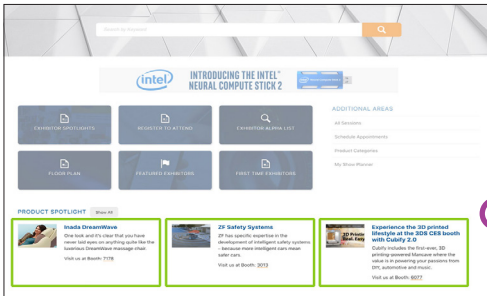 Search by Keyword
intel
INTRODUCING THE INTEL®
NEURAL COMPUTE STICK 2
EXHIBITOR SPOTLIGHTS
REGISTER TO ATTEND
EXHIBITOR ALPHA LIST
FLOOR PLAN
FEATURED EXHIBITORS
FIRST TIME EXHIBITORS
ADDITIONAL AREAS
All Sessions
Schedule Appointments
Product Categories
My Show Planner
PRODUCT SPOTLIGHT Show All
Inada DreamWave
One look and it's clear that you have
never laid eyes on anything quite like the
luxurious DreamWave massage chair.
Visit us at Booth: 7178
ZF Safety Systems
ZF has specific expertise in the
development of intelligent safety systems
- because more intelligent cars mean
safer cars.
Visit us at Booth: 3013
3D Printin
Real. Easy
Experience the 3D printed
lifestyle at the 3DS CES booth
with Cubify 2.0
Cubify includes the first-ever, 3D
printing-powered Mancave where the
value is in powering your passions from
DIY, automotive and music.
Visit us at Booth: 6077